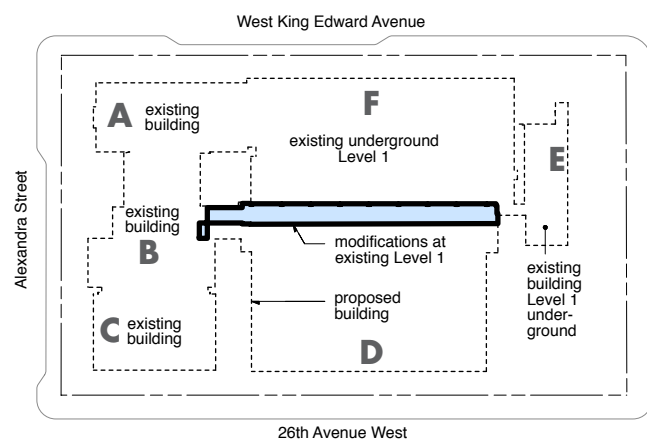 West King Edward Avenue
A
existing
building
F
existing underground
Level 1
E
Alexandra Street
existing
building
B
modifications at
existing Level 1
existing
building
Level 1
under-
ground
proposed
building
C
existing
building
D
26th Avenue West